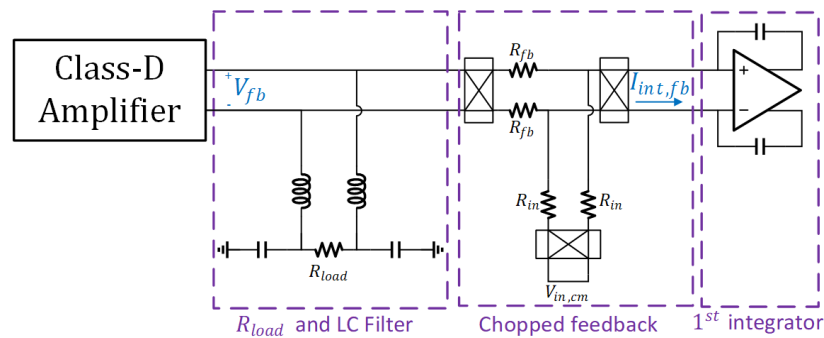 Class-D
Amplifier
+
-
V_fb
R_fb
R_fb
I_int,fb
+
−
R_in
R_in
R_load
V_in,cm
R_load and LC Filter
Chopped feedback
1^st integrator